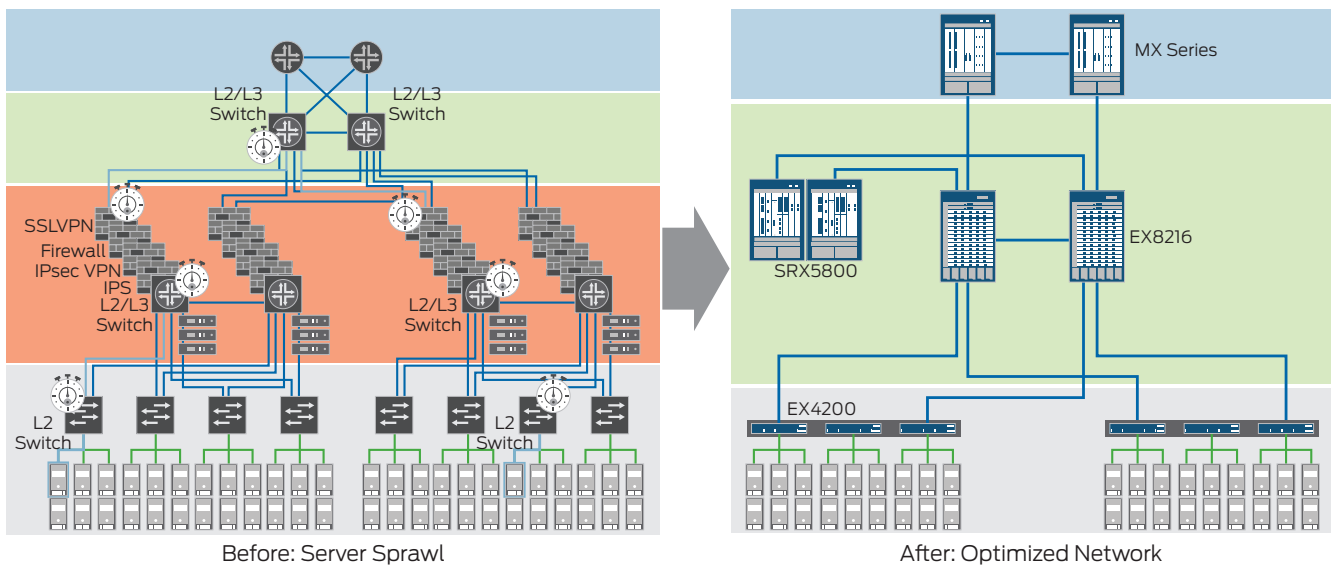 L2/L3
Switch
L2/L3
Switch
SSLVPN
Firewall
IPsec VPN
IPS
L2/L3
Switch
L2/L3
Switch
L2
Switch
L2
Switch
Before: Server Sprawl
MX Series
SRX5800
EX8216
EX4200
After: Optimized Network